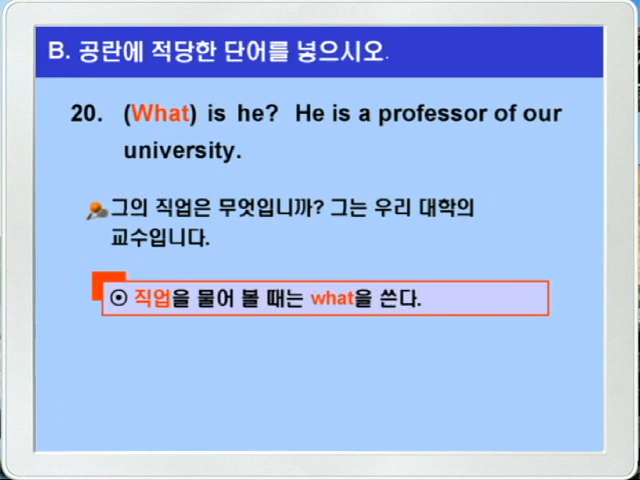 B. 공란에 적당한 단어를 넣으시오.
20. (What) is he? He is a professor of our
university.
그의 직업은 무엇입니까? 그는 우리 대학의
교수입니다.
⊙ 직업을 물어 볼 때는 what을 쓴다.